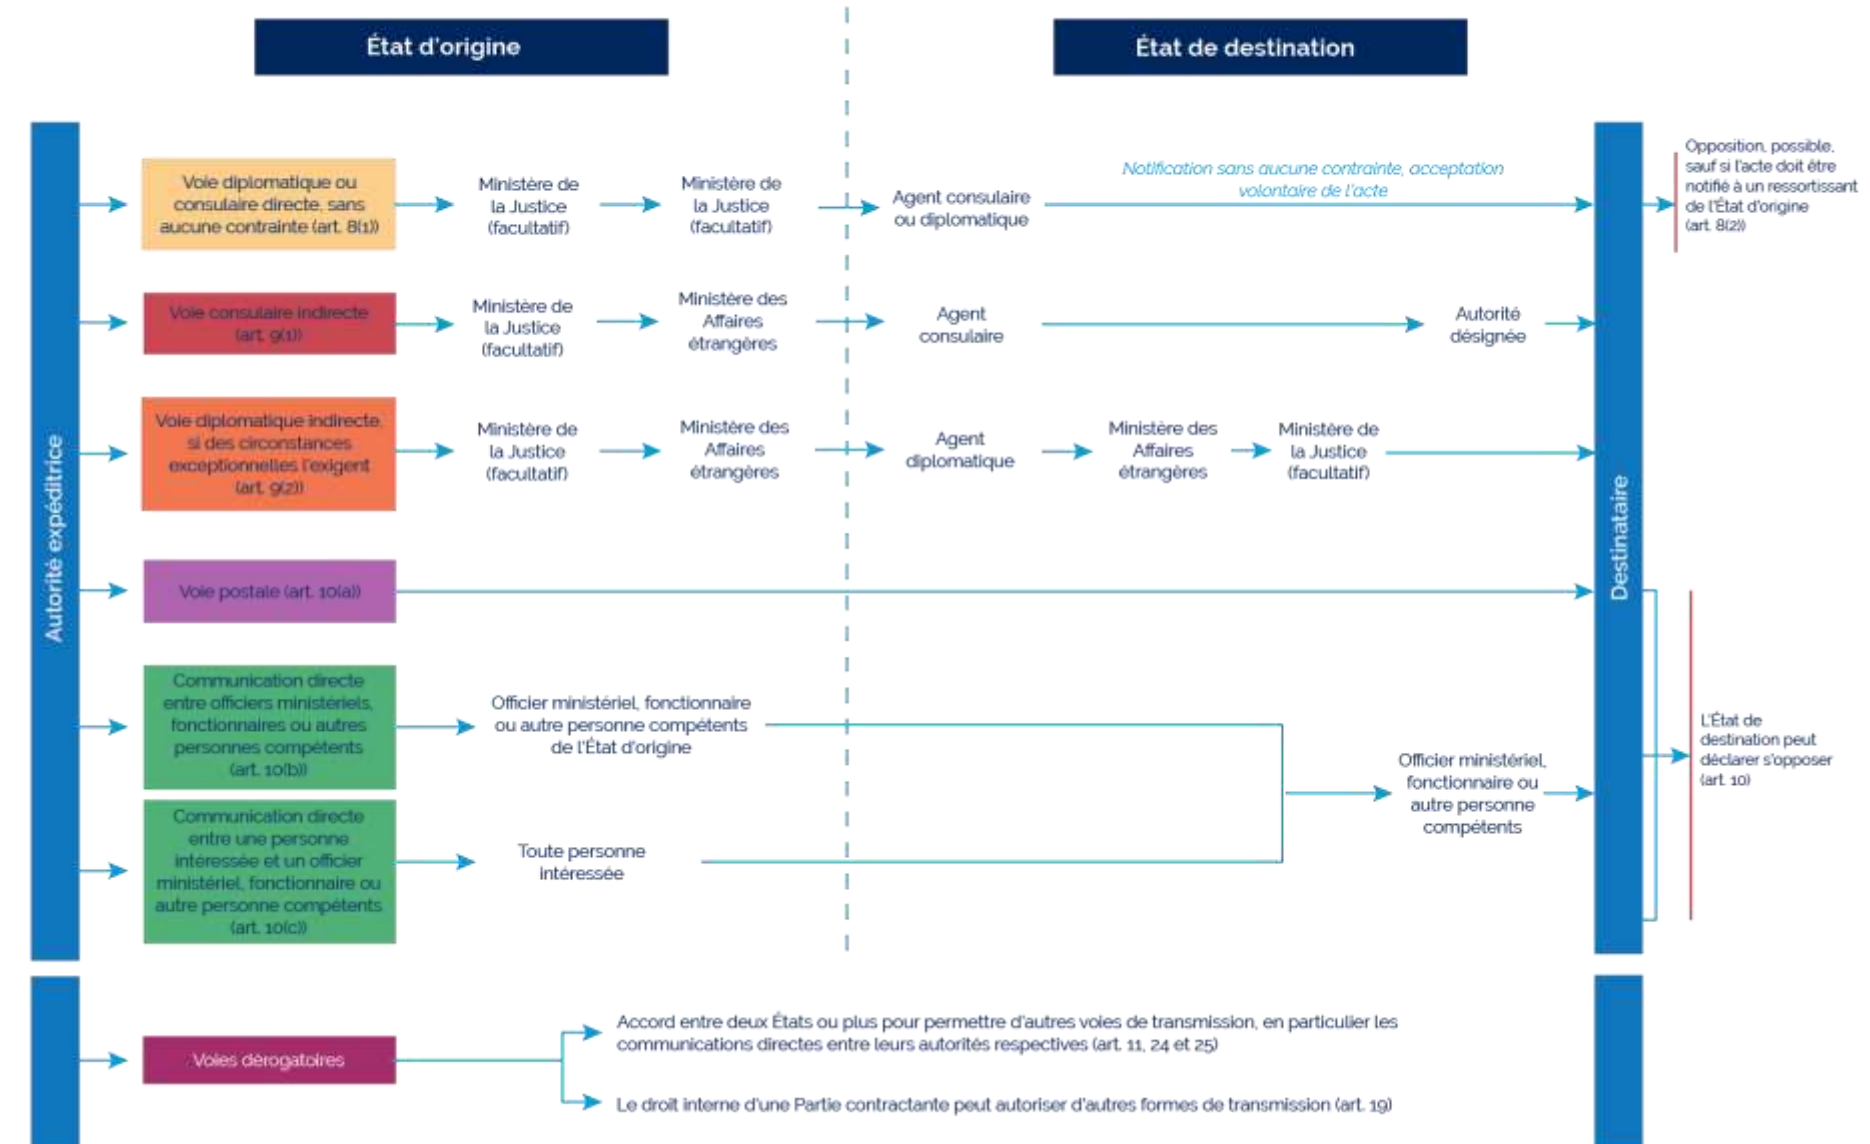 État d'origine
État de destination
Autorité expéditrice
Voie diplomatique ou
consulaire directe, sans
aucune contrainte (art. 8(1))
Ministère de
la Justice
(facultatif)
Ministère de
la Justice
(facultatif)
Agent consulaire
ou diplomatique
Notification sans aucune contrainte, acceptation
volontaire de l'acte
Destinataire
Opposition, possible,
sauf si l'acte doit être
notifié à un ressortissant
de l'État d'origine
(art. 8(2))
Voie consulaire indirecte
(art. 9(1))
Ministère de
la Justice
(facultatif)
Ministère des
Affaires
étrangères
Agent
consulaire
Autorité
désignée
Voie diplomatique indirecte,
si des circonstances
exceptionnelles l'exigent
(art. 9(2))
Ministère de
la Justice
(facultatif)
Ministère des
Affaires
étrangères
Agent
diplomatique
Ministère des
Affaires
étrangères
Ministère de
la Justice
(facultatif)
Voie postale (art. 10(a))
Communication directe
entre officiers ministériels,
fonctionnaires ou autres
personnes compétents
(art. 10(b))
Officier ministériel, fonctionnaire
ou autre personne compétents
de l'État d'origine
Communication directe
entre une personne
intéressée et un officier
ministériel, fonctionnaire ou
autre personne compétents
(art. 10(c))
Toute personne
intéressée
Officier ministériel,
fonctionnaire ou
autre personne
compétents
L'État de
destination peut
déclarer s'opposer
(art. 10)
Voies dérogatoires
Accord entre deux États ou plus pour permettre d'autres voies de transmission, en particulier les
communications directes entre leurs autorités respectives (art. 11, 24 et 25)
Le droit interne d'une Partie contractante peut autoriser d'autres formes de transmission (art. 19)